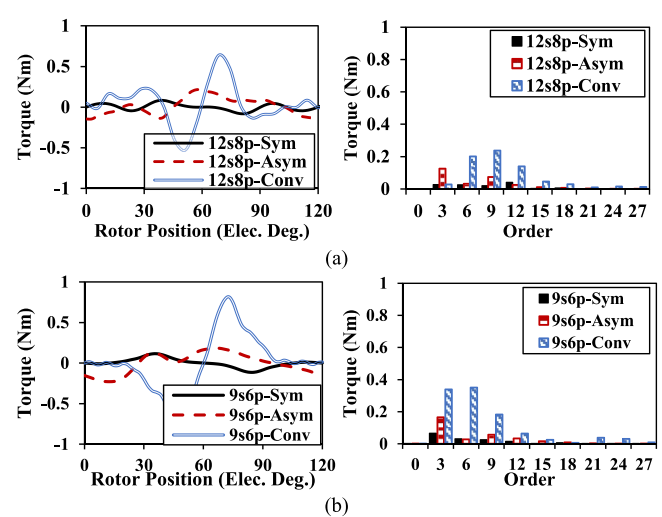 1
0.5
0
-0.5
-1
Torque (Nm)
12s8p-Sym
12s8p-Asym
12s8p-Conv
0 30 60 90 120
Rotor Position (Elec. Deg.)
1
0.8
0.6
0.4
0.2
0
Torque (Nm)
12s8p-Sym
12s8p-Asym
12s8p-Conv
0 3 6 9 12 15 18 21 24 27
Order
(a)
1
0.5
0
-0.5
-1
Torque (Nm)
9s6p-Sym
9s6p-Asym
9s6p-Conv
0 30 60 90 120
Rotor Position (Elec. Deg.)
1
0.8
0.6
0.4
0.2
0
Torque (Nm)
9s6p-Sym
9s6p-Asym
9s6p-Conv
0 3 6 9 12 15 18 21 24 27
Order
(b)